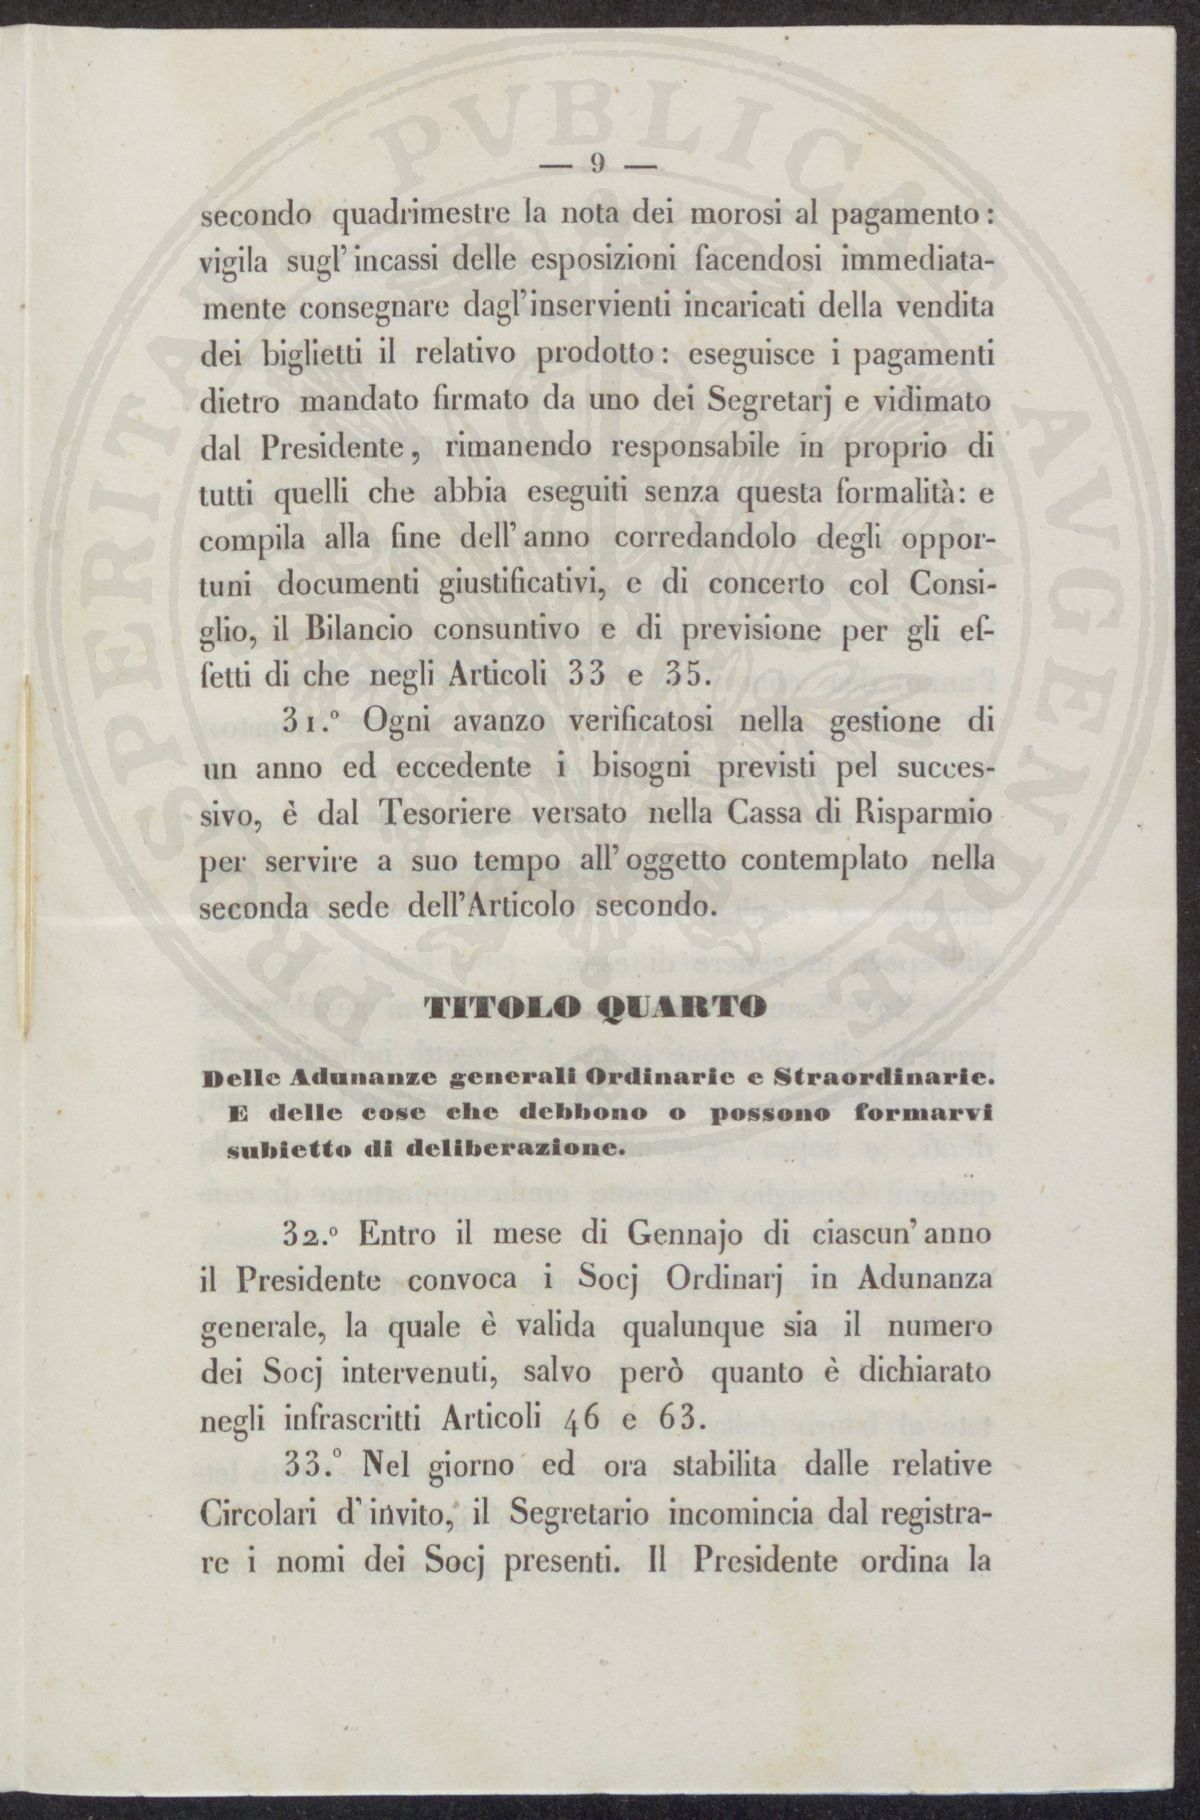 — 9 —
secondo quadrimestre la nota dei morosi al pagamento:
vigila sugl'incassi delle esposizioni facendosi immediata-
mente consegnare dagl'inservienti incaricati della vendita
dei biglietti il relativo prodotto: eseguisce i pagamenti
dietro mandato firmato da uno dei Segretarj e vidimato
dal Presidente, rimanendo responsabile in proprio di
tutti quelli che abbia eseguiti senza questa formalità: e
compila alla fine dell'anno corredandolo degli oppor-
tuni documenti giustificativi, e di concerto col Consi-
glio, il Bilancio consuntivo e di previsione per gli ef-
fetti di che negli Articoli 33 e 35.
31.º Ogni avanzo verificatosi nella gestione di
un anno ed eccedente i bisogni previsti pel succes-
sivo, è dal Tesoriere versato nella Cassa di Risparmio
per servire a suo tempo all'oggetto contemplato nella
seconda sede dell'Articolo secondo.
TITOLO QUARTO
Delle Adunanze generali Ordinarie e Straordinarie.
E delle cose che debbono o possono formarvi
subietto di deliberazione.
32.º Entro il mese di Gennajo di ciascun'anno
il Presidente convoca i Socj Ordinarj in Adunanza
generale, la quale è valida qualunque sia il numero
dei Socj intervenuti, salvo però quanto è dichiarato
negli infrascritti Articoli 46 e 63.
33.º Nel giorno ed ora stabilita dalle relative
Circolari d'invito, il Segretario incomincia dal registra-
re i nomi dei Socj presenti. Il Presidente ordina la
PROSPERITATI PVBLICAE AVGENDAE